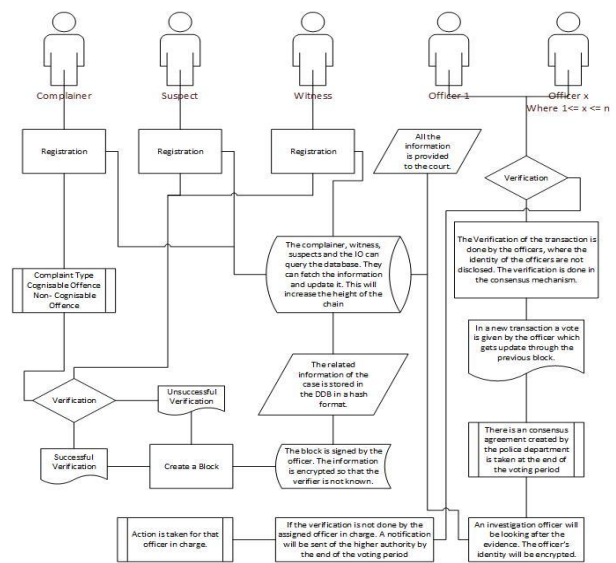 Complainer
Suspect
Witness
Officer 1
Officer x
Where 1<= x <= n
Registration
Registration
Registration
All the
information
is provided
to the court.
Verification
The complainer, witness,
suspects and the IO can
query the database. They
can fetch the information
and update it. This will
increase the height of the
chain
The Verification of the transaction is
done by the officers, where the
identity of the officers are not
disclosed. The verification is done in
the consensus mechanism.
Complaint Type
Cognisable Offence
Non- Cognisable
Offence
In a new transaction a vote
is given by the officer which
gets update through the
previous block.
The related
information of the
case is stored in
the DDB in a hash
format.
Verification
Unsuccessful
Verification
There is an consensus
agreement created by
the police department
is taken at the end of
the voting period
Successful
Verification
Create a Block
The block is signed by the
officer. The information is
encrypted so that the
verifier is not known.
Action is taken for that
officer in charge.
If the verification is not done by the
assigned officer in charge. A notification
will be sent of the higher authority by
the end of the voting period
An investigation officer will
be looking after the
evidence. The officer's
identity will be encrypted.